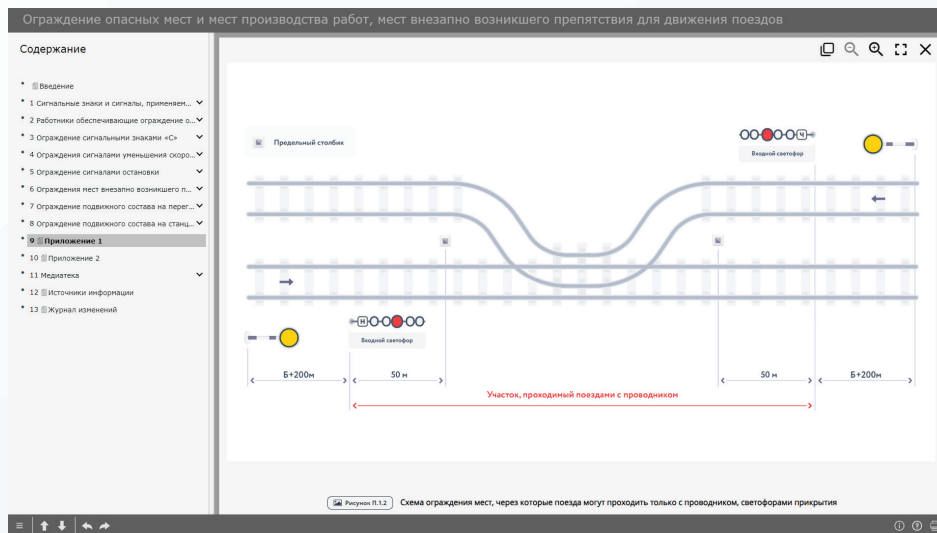 Ограждение опасных мест и мест производства работ, мест внезапно возникшего препятствия для движения поездов
Содержание
Введение
1 Сигнальные знаки и сигналы, применяем...
2 Работники обеспечивающие ограждение о...
3 Ограждение сигнальными знаками «С»
4 Ограждения сигналами уменьшения скоро...
5 Ограждение сигналами остановки
6 Ограждения мест внезапно возникшего п...
7 Ограждение подвижного состава на перег...
8 Ограждение подвижного состава на станц...
9 Приложение 1
10 Приложение 2
11 Медиатека
12 Источники информации
13 Журнал изменений
Предельный столбик
Ч
Входной светофор
Н
Входной светофор
Б+200м
50 м
50 м
Б+200м
Участок, проходимый поездами с проводником
Рисунок П.1.2 Схема ограждения мест, через которые поезда могут проходить только с проводником, светофорами прикрытия